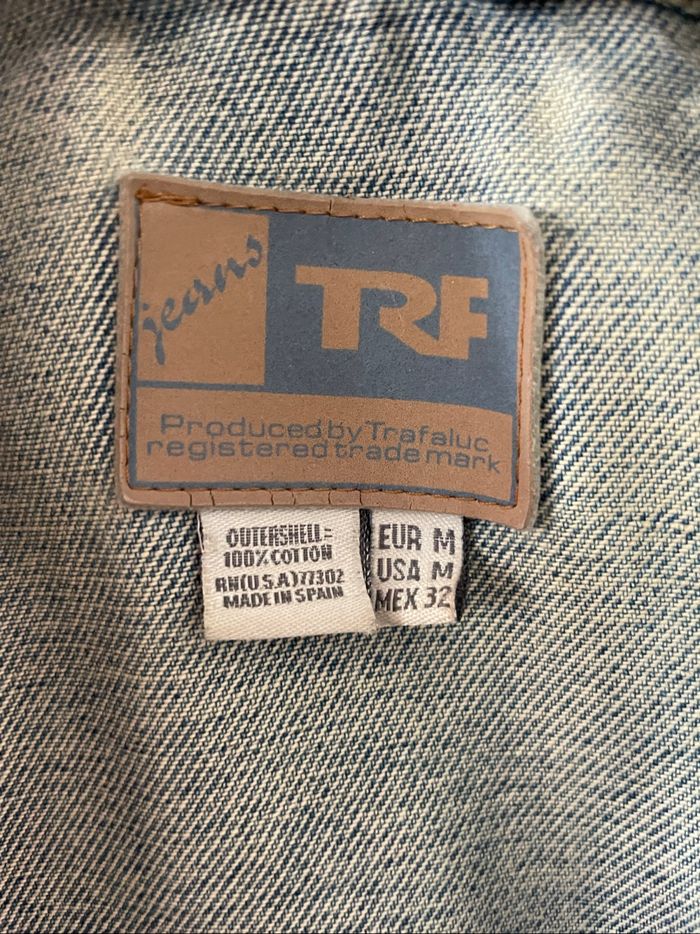 jeans
TRF
Produced by Trafaluc
registered trade mark
OUTERSHELL=
100% COTTON
RN(U.S.A)77302
MADE IN SPAIN
EUR M
USA M
MEX 32